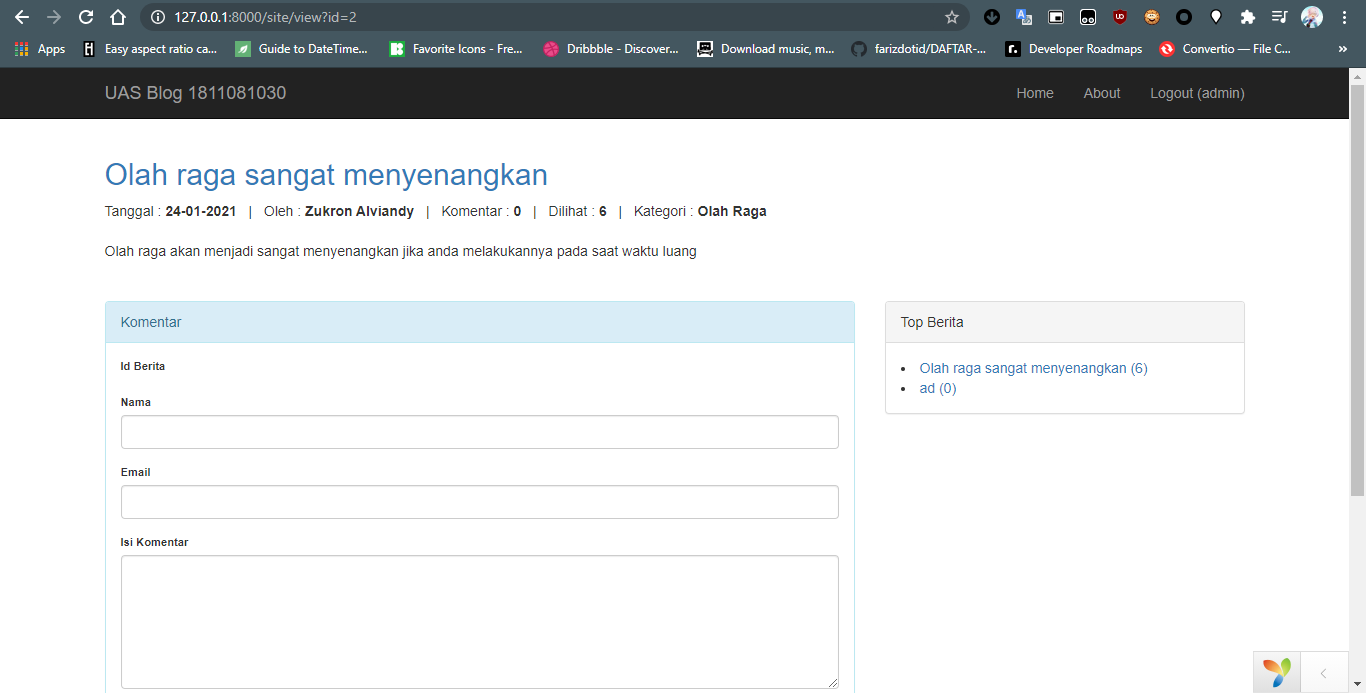 127.0.0.1:8000/site/view?id=2
Apps Easy aspect ratio ca... Guide to DateTime... Favorite Icons - Fre... Dribbble - Discover... Download music, m... farizdotid/DAFTAR-... r. Developer Roadmaps Convertio — File C... »
UAS Blog 1811081030 Home About Logout (admin)
Olah raga sangat menyenangkan
Tanggal : 24-01-2021 | Oleh : Zukron Alviandy | Komentar : 0 | Dilihat : 6 | Kategori : Olah Raga
Olah raga akan menjadi sangat menyenangkan jika anda melakukannya pada saat waktu luang
Komentar
Id Berita
Nama
Email
Isi Komentar
Top Berita
Olah raga sangat menyenangkan (6)
ad (0)